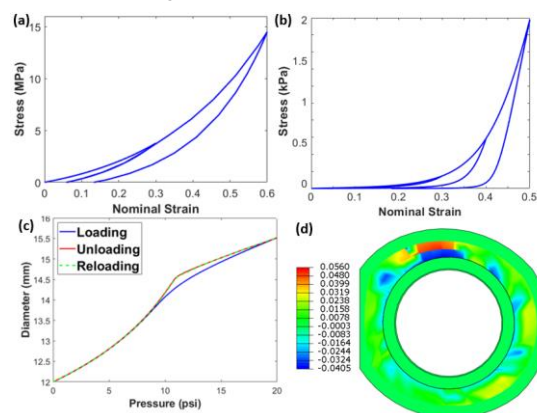 (a)
Stress (MPa)
15
10
5
0
0 0.1 0.2 0.3 0.4 0.5 0.6
Nominal Strain
(b)
Stress (kPa)
2
1.5
1
0.5
0
0 0.1 0.2 0.3 0.4 0.5
Nominal Strain
(c)
Loading
Unloading
Reloading
Diameter (mm)
16
15.5
15
14.5
14
13.5
13
12.5
12
0 5 10 15 20
Pressure (psi)
(d)
0.0560
0.0480
0.0399
0.0319
0.0238
0.0158
0.0078
-0.0003
-0.0083
-0.0164
-0.0244
-0.0324
-0.0405